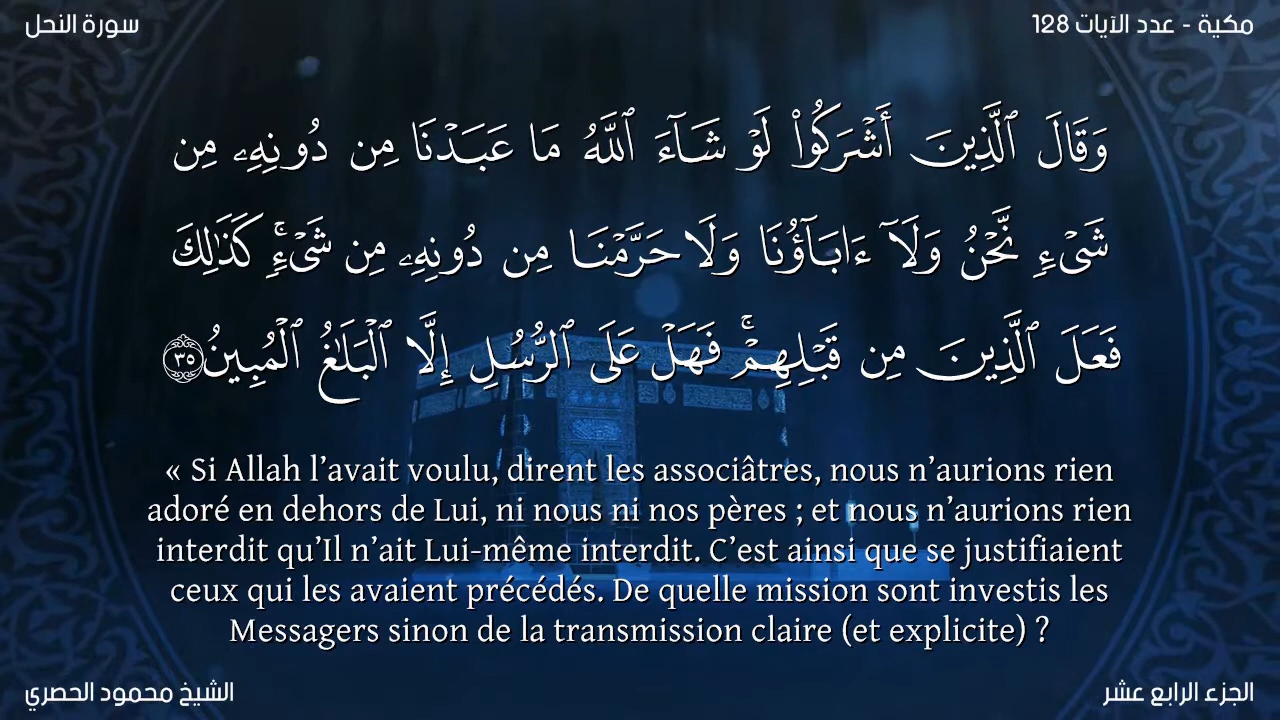 سورة النحل
مكية - عدد الآيات 128
وَقَالَ ٱلَّذِينَ أَشْرَكُوا۟ لَوْ شَآءَ ٱللَّهُ مَا عَبَدْنَا مِن دُونِهِۦ مِن
شَىْءٍ نَّحْنُ وَلَآ ءَابَآؤُنَا وَلَا حَرَّمْنَا مِن دُونِهِۦ مِن شَىْءٍۚ كَذَٰلِكَ
فَعَلَ ٱلَّذِينَ مِن قَبْلِهِمْۚ فَهَلْ عَلَى ٱلرُّسُلِ إِلَّا ٱلْبَلَٰغُ ٱلْمُبِينُ ٣٥
« Si Allah l’avait voulu, dirent les associâtres, nous n’aurions rien
adoré en dehors de Lui, ni nous ni nos pères ; et nous n’aurions rien
interdit qu’Il n’ait Lui-même interdit. C’est ainsi que se justifiaient
ceux qui les avaient précédés. De quelle mission sont investis les
Messagers sinon de la transmission claire (et explicite) ?
الشيخ محمود الحصري
الجزء الرابع عشر